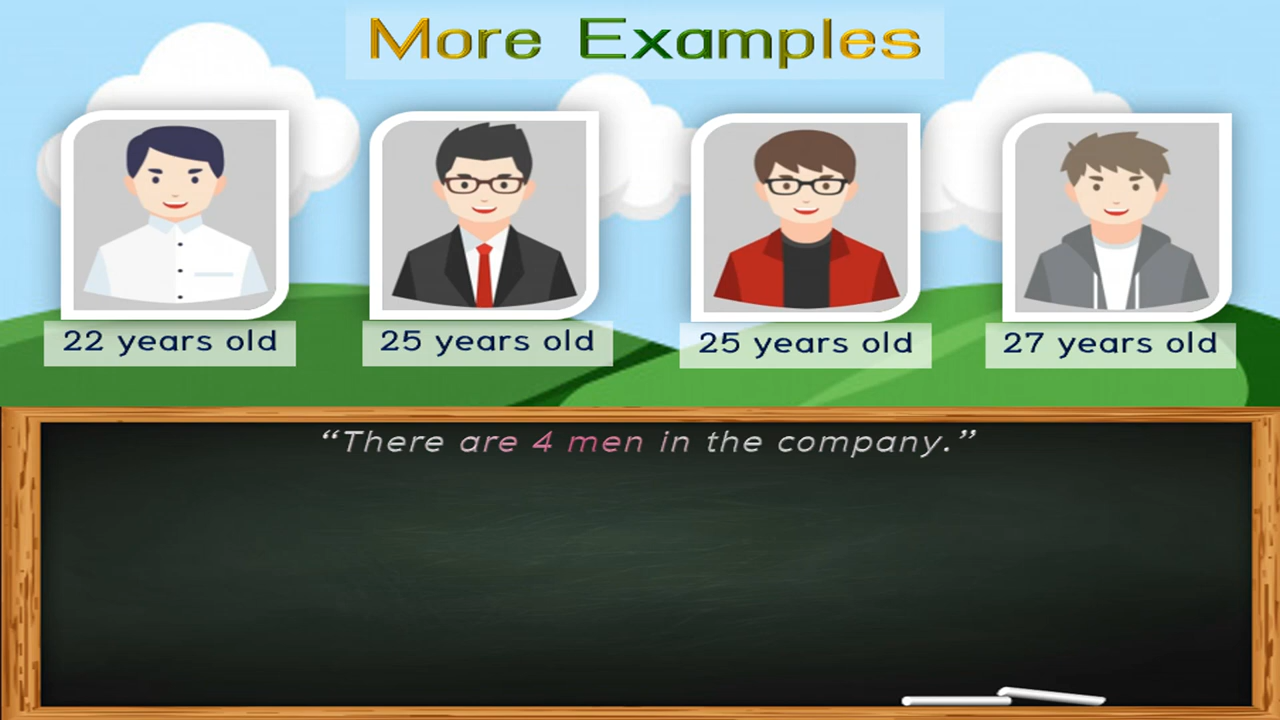 More Examples
22 years old
25 years old
25 years old
27 years old
“There are 4 men in the company.”